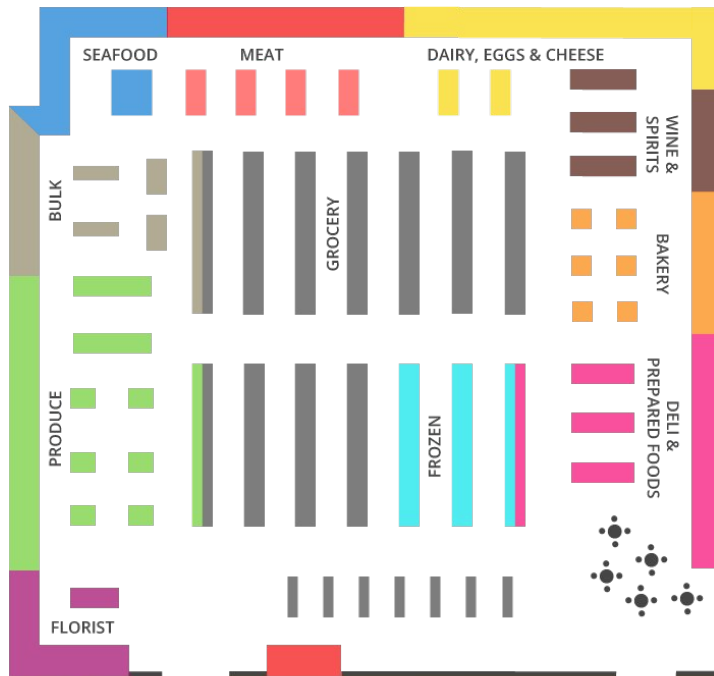 SEAFOOD
MEAT
DAIRY, EGGS & CHEESE
WINE &
SPIRITS
BULK
GROCERY
BAKERY
PRODUCE
FROZEN
DELI &
PREPARED FOODS
FLORIST